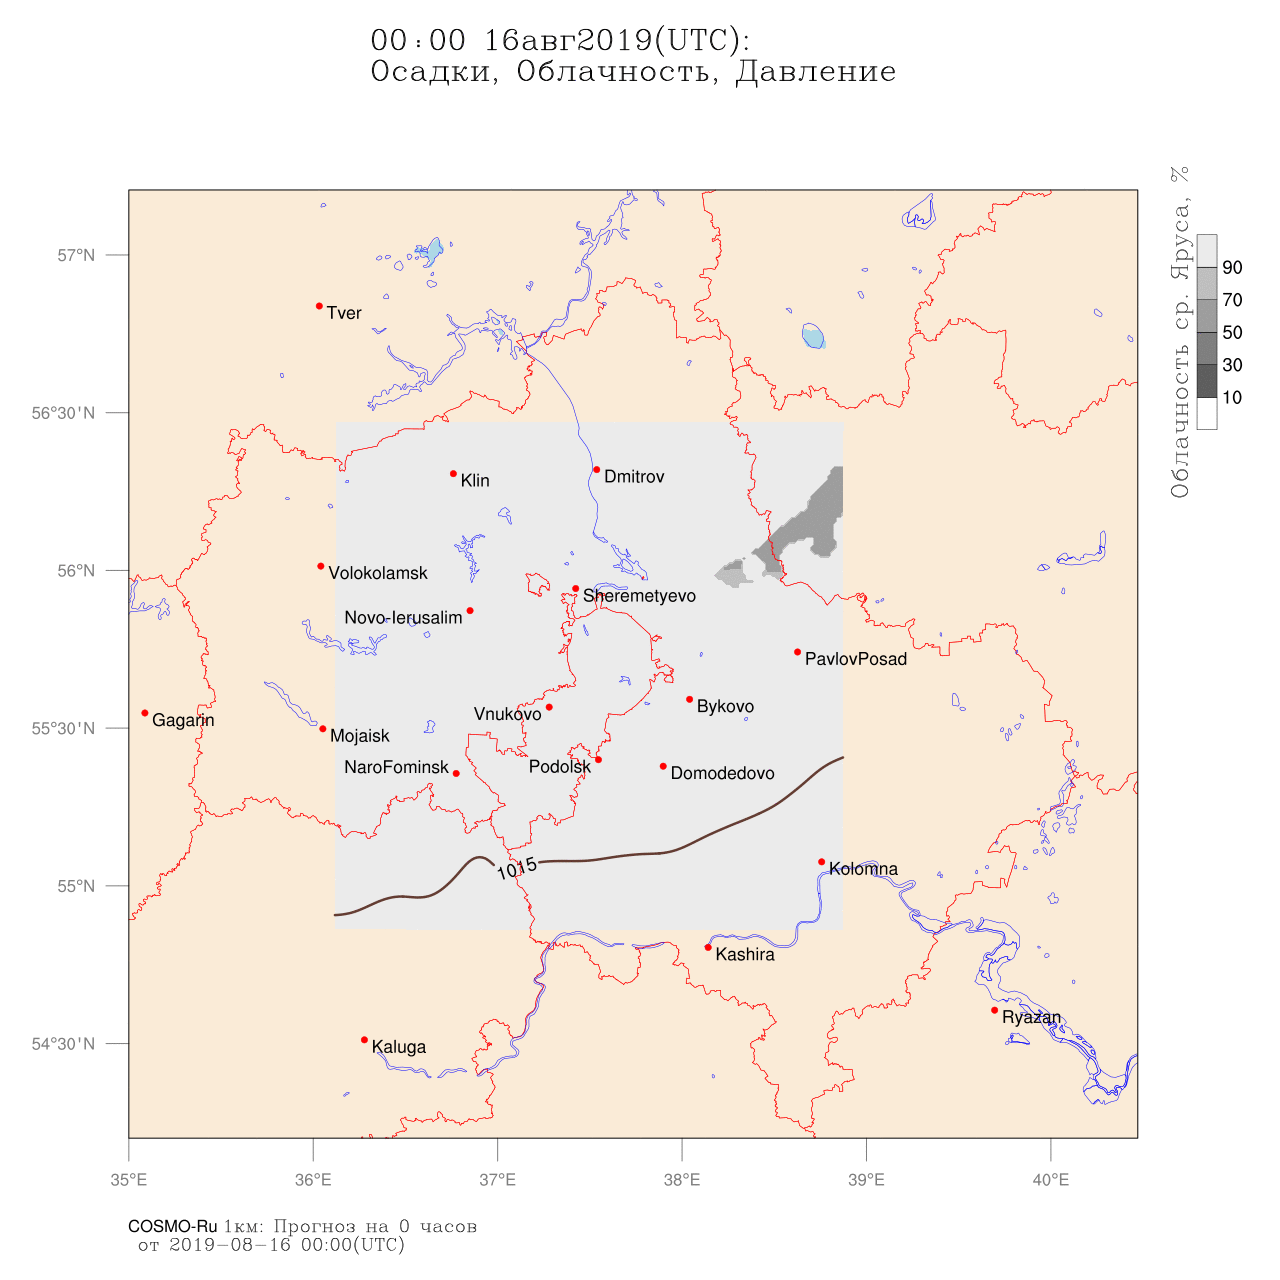 00:00 16авг2019(UTC):
Осадки, Облачность, Давление
Облачность ср. Яруса, %
90
70
50
30
10
57°N
56°30'N
56°N
55°30'N
55°N
54°30'N
Tver
Klin
Dmitrov
Volokolamsk
Sheremetyevo
Novo-Ierusalim
PavlovPosad
Gagarin
Vnukovo
Bykovo
Mojaisk
NaroFominsk
Podolsk
Domodedovo
1015
Kolomna
Kashira
Ryazan
Kaluga
35°E
36°E
37°E
38°E
39°E
40°E
COSMO-Ru 1км: Прогноз на 0 часов
от 2019-08-16 00:00(UTC)